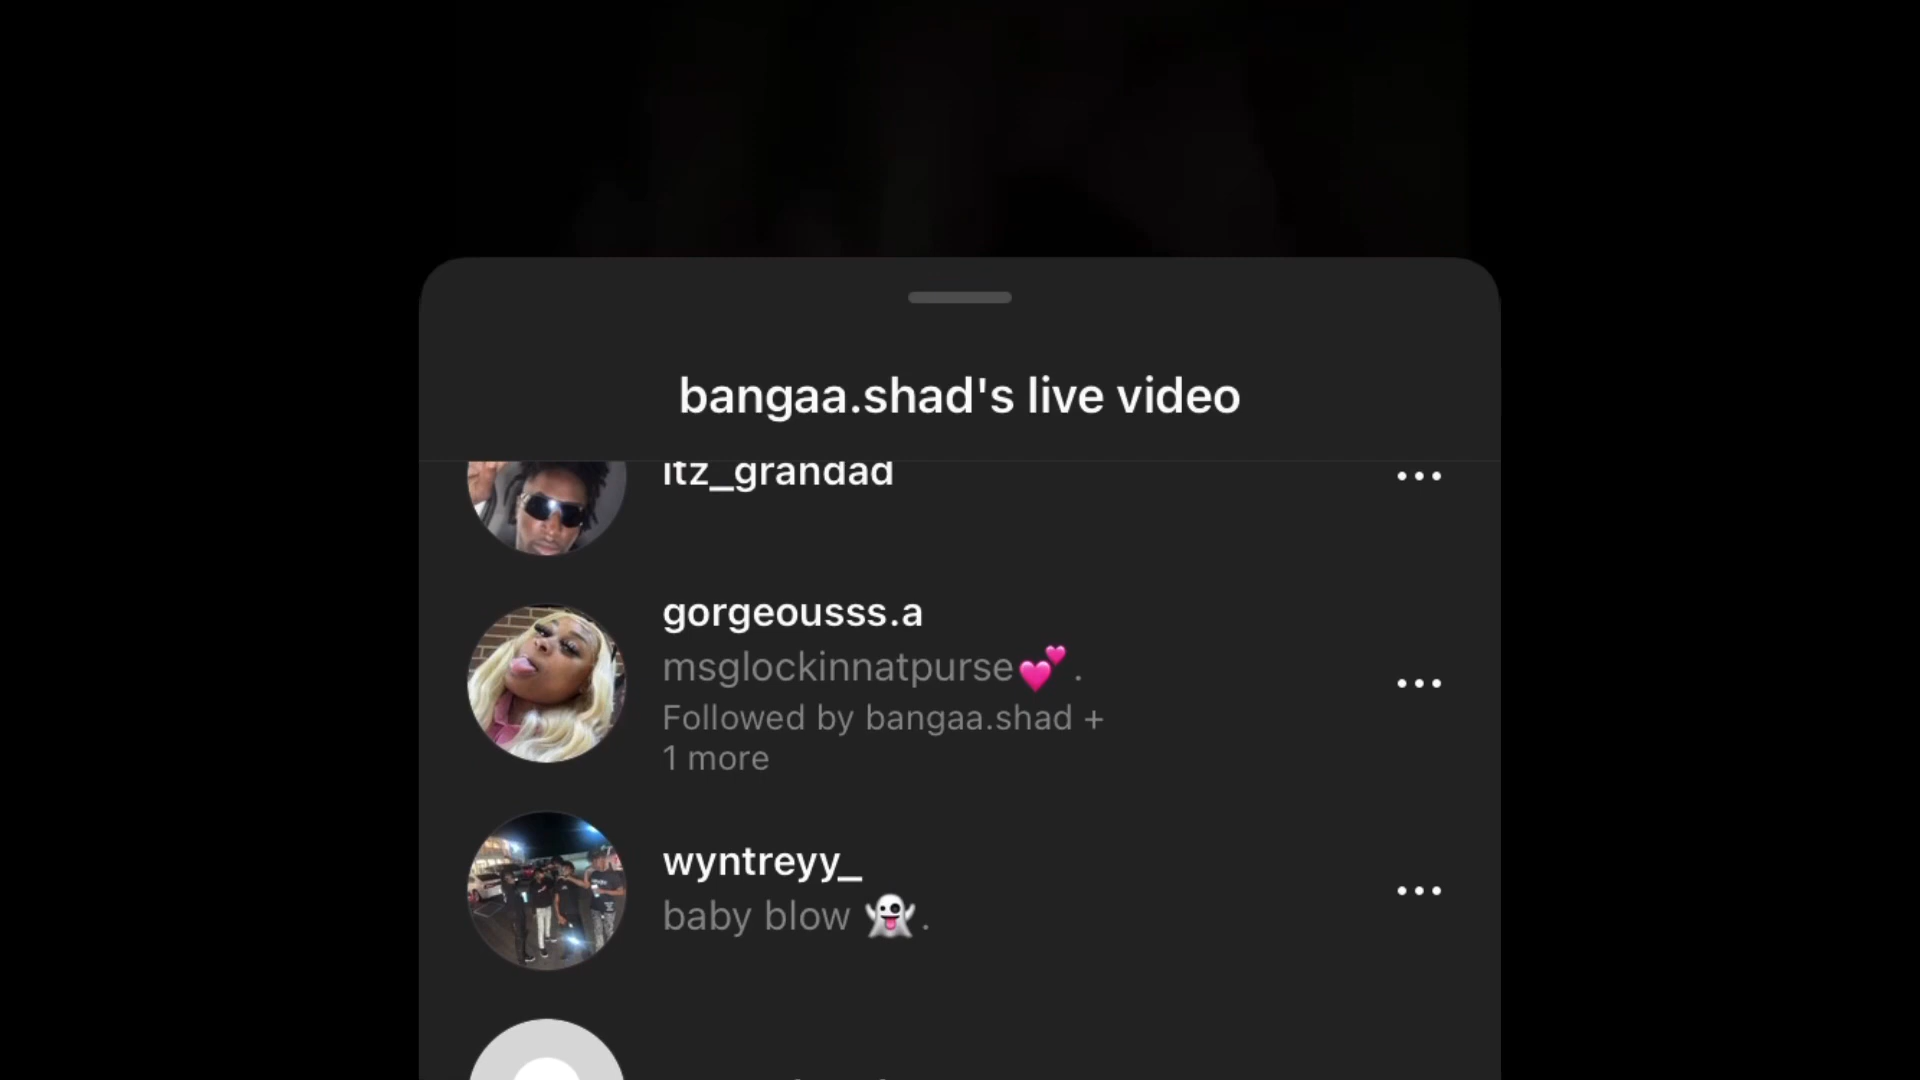 bangaa.shad's live video
itz_grandad
gorgeousss.a
msglockinnatpurse💕.
Followed by bangaa.shad +
1 more
wyntreyy_
baby blow 👻.